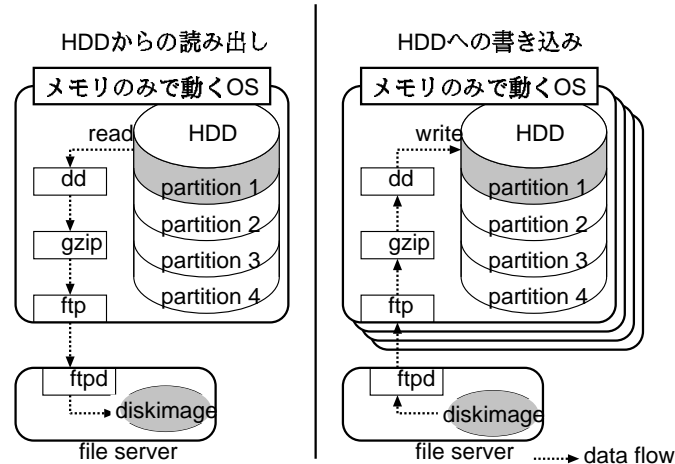 HDDからの読み出し
メモリのみで動くOS
read
HDD
dd
partition 1
partition 2
gzip
partition 3
partition 4
ftp
ftpd
diskimage
file server
HDDへの書き込み
メモリのみで動くOS
write
HDD
dd
partition 1
partition 2
gzip
partition 3
partition 4
ftp
ftpd
diskimage
file server
data flow